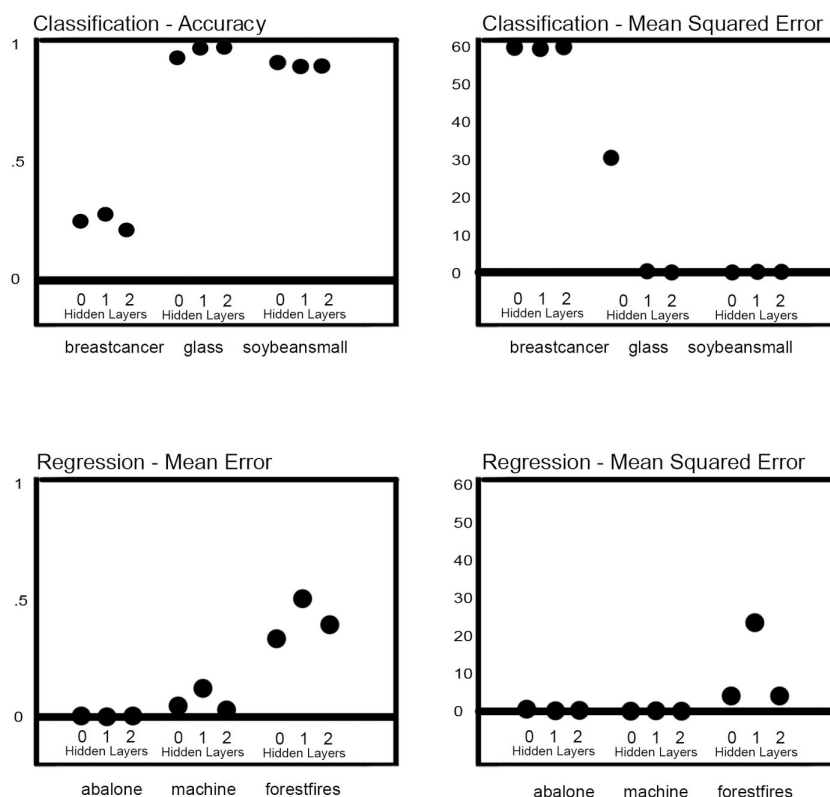 Classification - Accuracy
1
.5
0
0 1 2 0 1 2 0 1 2
Hidden Layers Hidden Layers Hidden Layers
breastcancer glass soybeansmall
Classification - Mean Squared Error
60
50
40
30
20
10
0
0 1 2 0 1 2 0 1 2
Hidden Layers Hidden Layers Hidden Layers
breastcancer glass soybeansmall
Regression - Mean Error
1
.5
0
0 1 2 0 1 2 0 1 2
Hidden Layers Hidden Layers Hidden Layers
abalone machine forestfires
Regression - Mean Squared Error
60
50
40
30
20
10
0
0 1 2 0 1 2 0 1 2
Hidden Layers Hidden Layers Hidden Layers
abalone machine forestfires